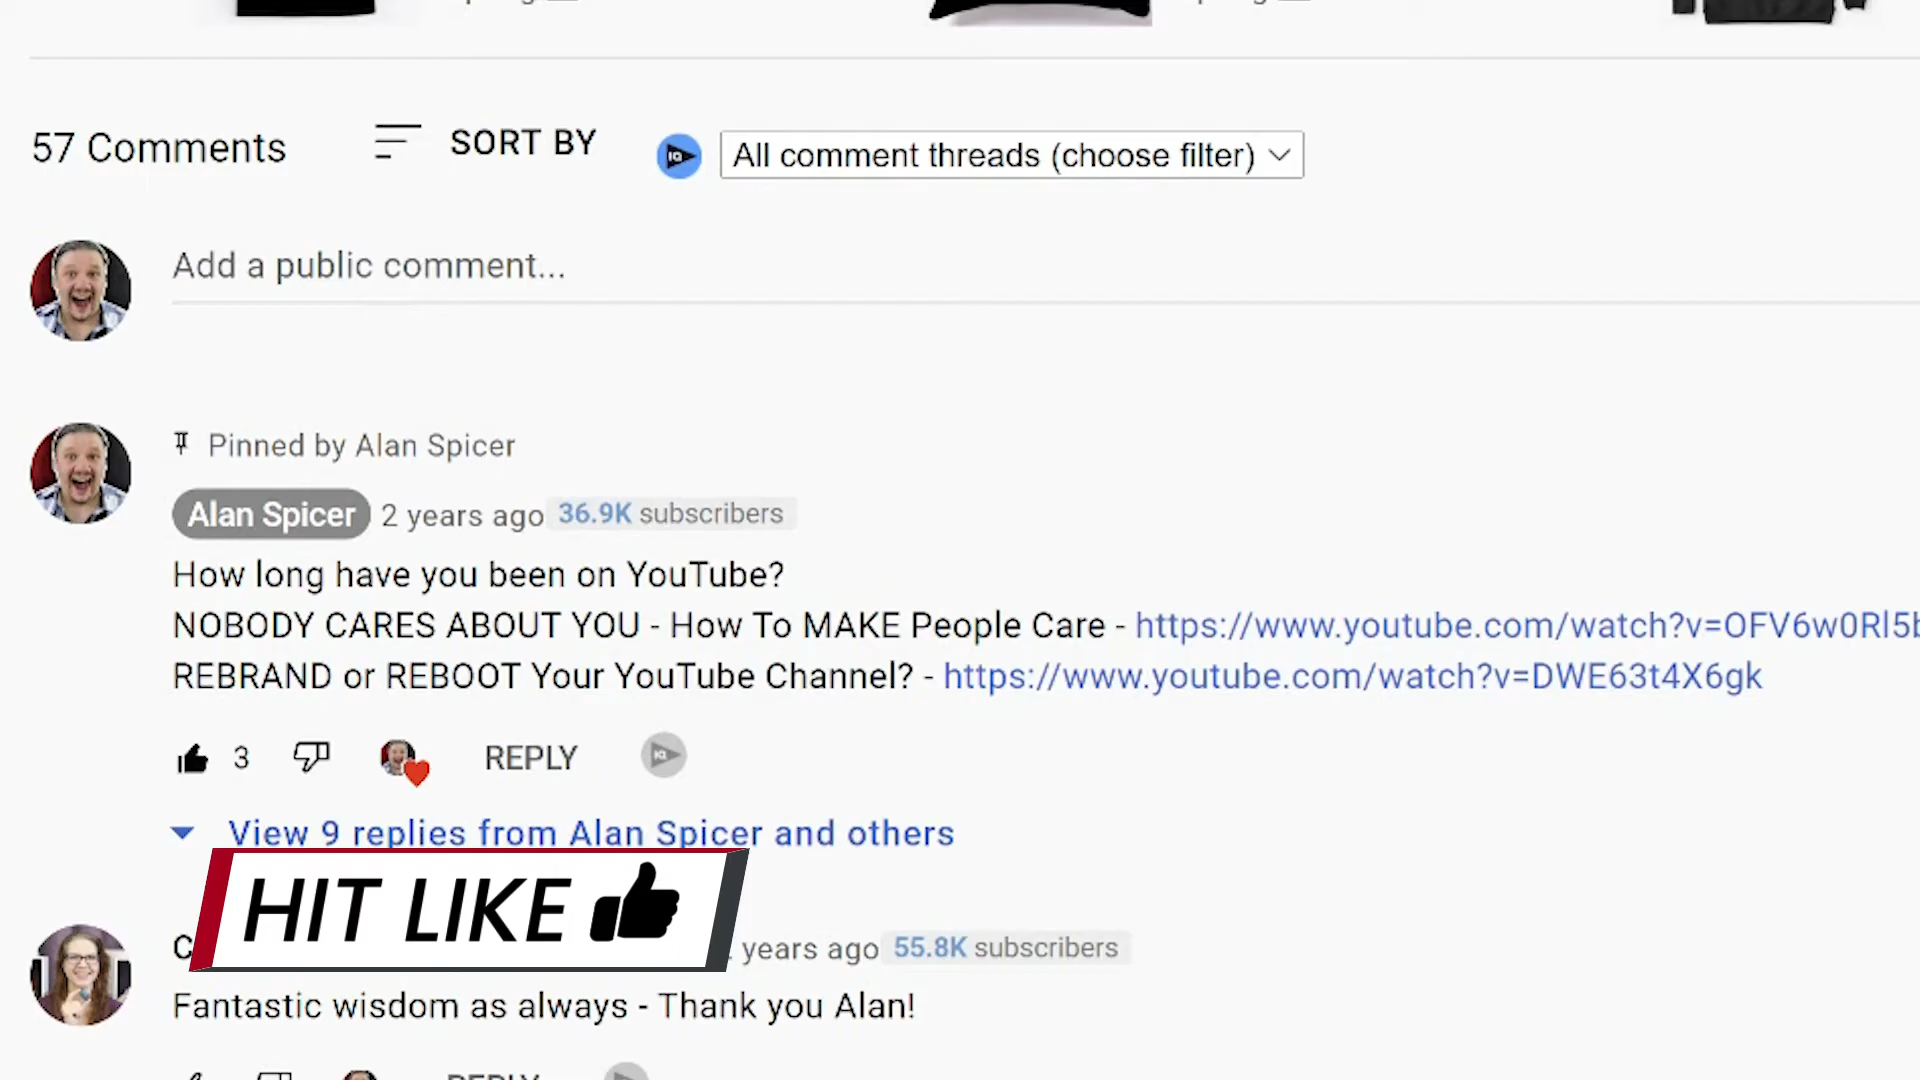 57 Comments
SORT BY
All comment threads (choose filter)
Add a public comment...
Pinned by Alan Spicer
Alan Spicer 2 years ago 36.9K subscribers
How long have you been on YouTube?
NOBODY CARES ABOUT YOU - How To MAKE People Care - https://www.youtube.com/watch?v=OFV6w0Rl5b
REBRAND or REBOOT Your YouTube Channel? - https://www.youtube.com/watch?v=DWE63t4X6gk
3 REPLY
View 9 replies from Alan Spicer and others
HIT LIKE
years ago 55.8K subscribers
Fantastic wisdom as always - Thank you Alan!
REPLY